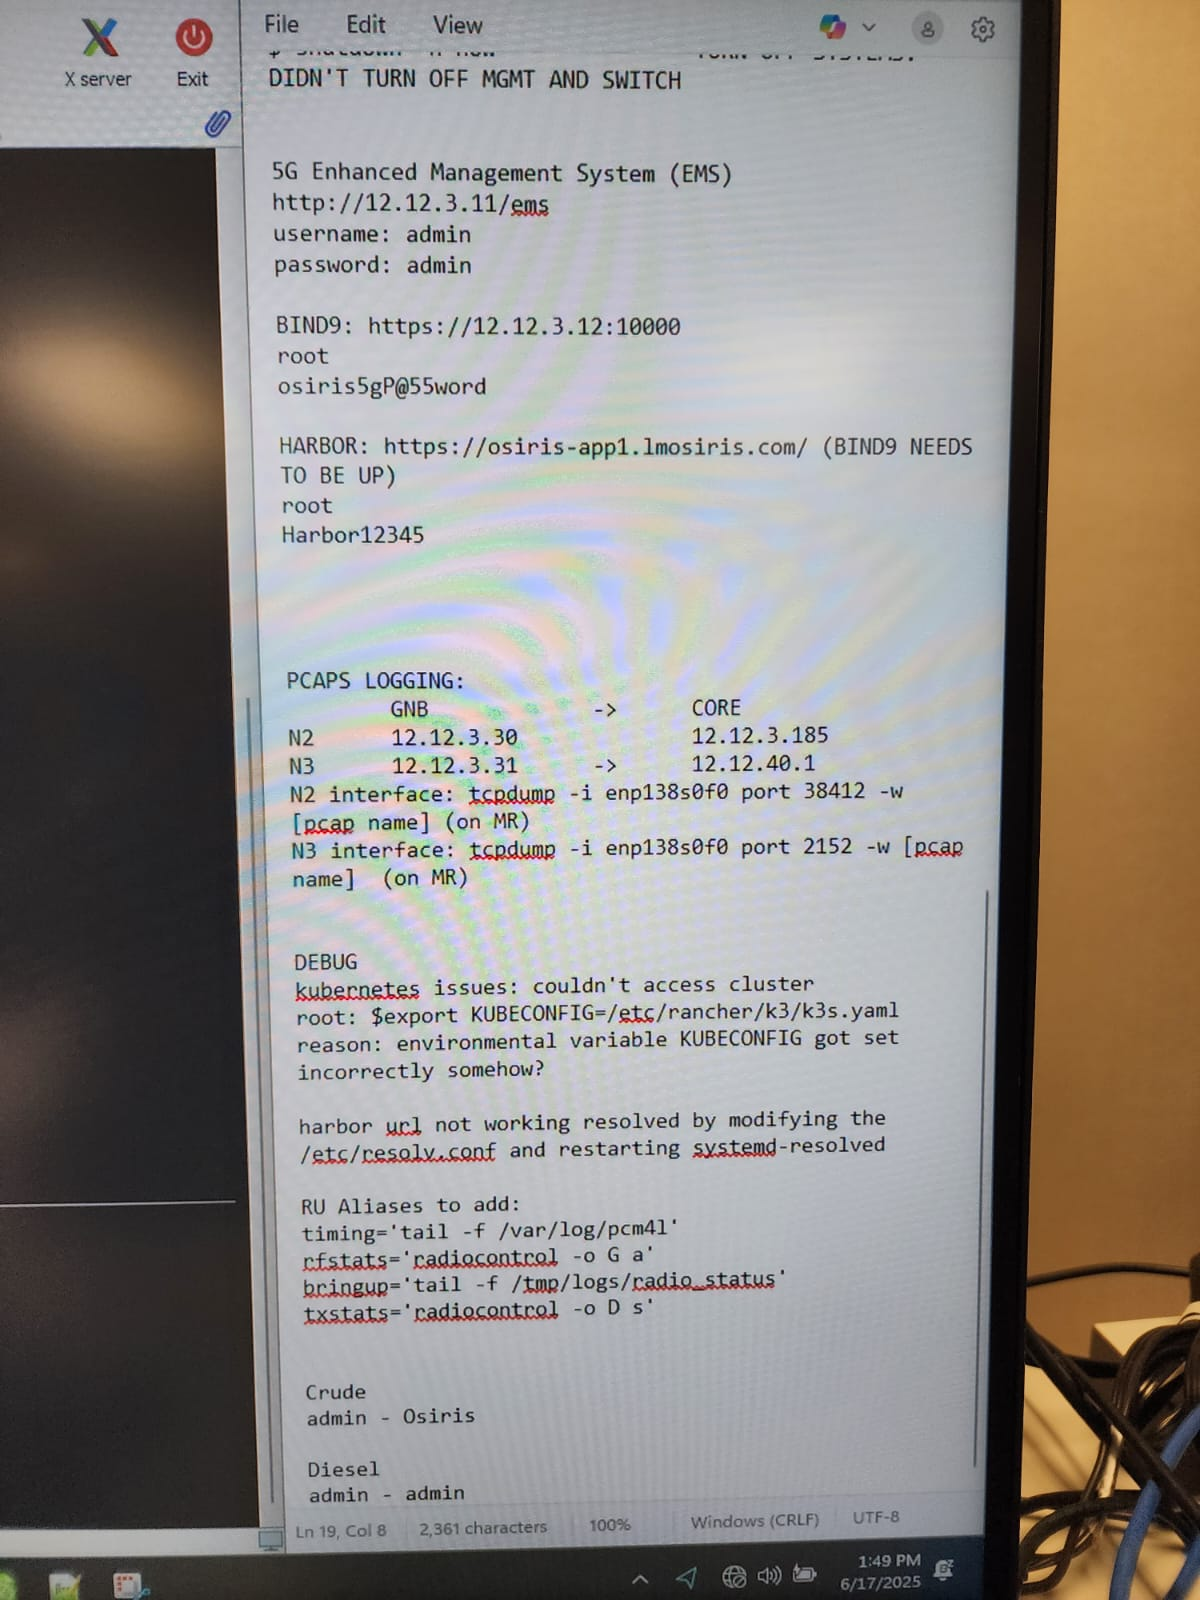 File Edit View
X server Exit
DIDN'T TURN OFF MGMT AND SWITCH
5G Enhanced Management System (EMS)
http://12.12.3.11/ems
username: admin
password: admin
BIND9: https://12.12.3.12:10000
root
osiris5gP@55word
HARBOR: https://osiris-app1.lmosiris.com/ (BIND9 NEEDS
TO BE UP)
root
Harbor12345
PCAPS LOGGING:
GNB -> CORE
N2 12.12.3.30 12.12.3.185
N3 12.12.3.31 -> 12.12.40.1
N2 interface: tcpdump -i enp138s0f0 port 38412 -w
[pcap name] (on MR)
N3 interface: tcpdump -i enp138s0f0 port 2152 -w [pcap
name] (on MR)
DEBUG
kubernetes issues: couldn't access cluster
root: $export KUBECONFIG=/etc/rancher/k3/k3s.yaml
reason: environmental variable KUBECONFIG got set
incorrectly somehow?
harbor url not working resolved by modifying the
/etc/resolv.conf and restarting systemd-resolved
RU Aliases to add:
timing='tail -f /var/log/pcm4l'
rfstats='radiocontrol -o G a'
bringup='tail -f /tmp/logs/radio_status'
txstats='radiocontrol -o D s'
Crude
admin - Osiris
Diesel
admin - admin
Ln 19, Col 8 2,361 characters 100% Windows (CRLF) UTF-8
1:49 PM
6/17/2025